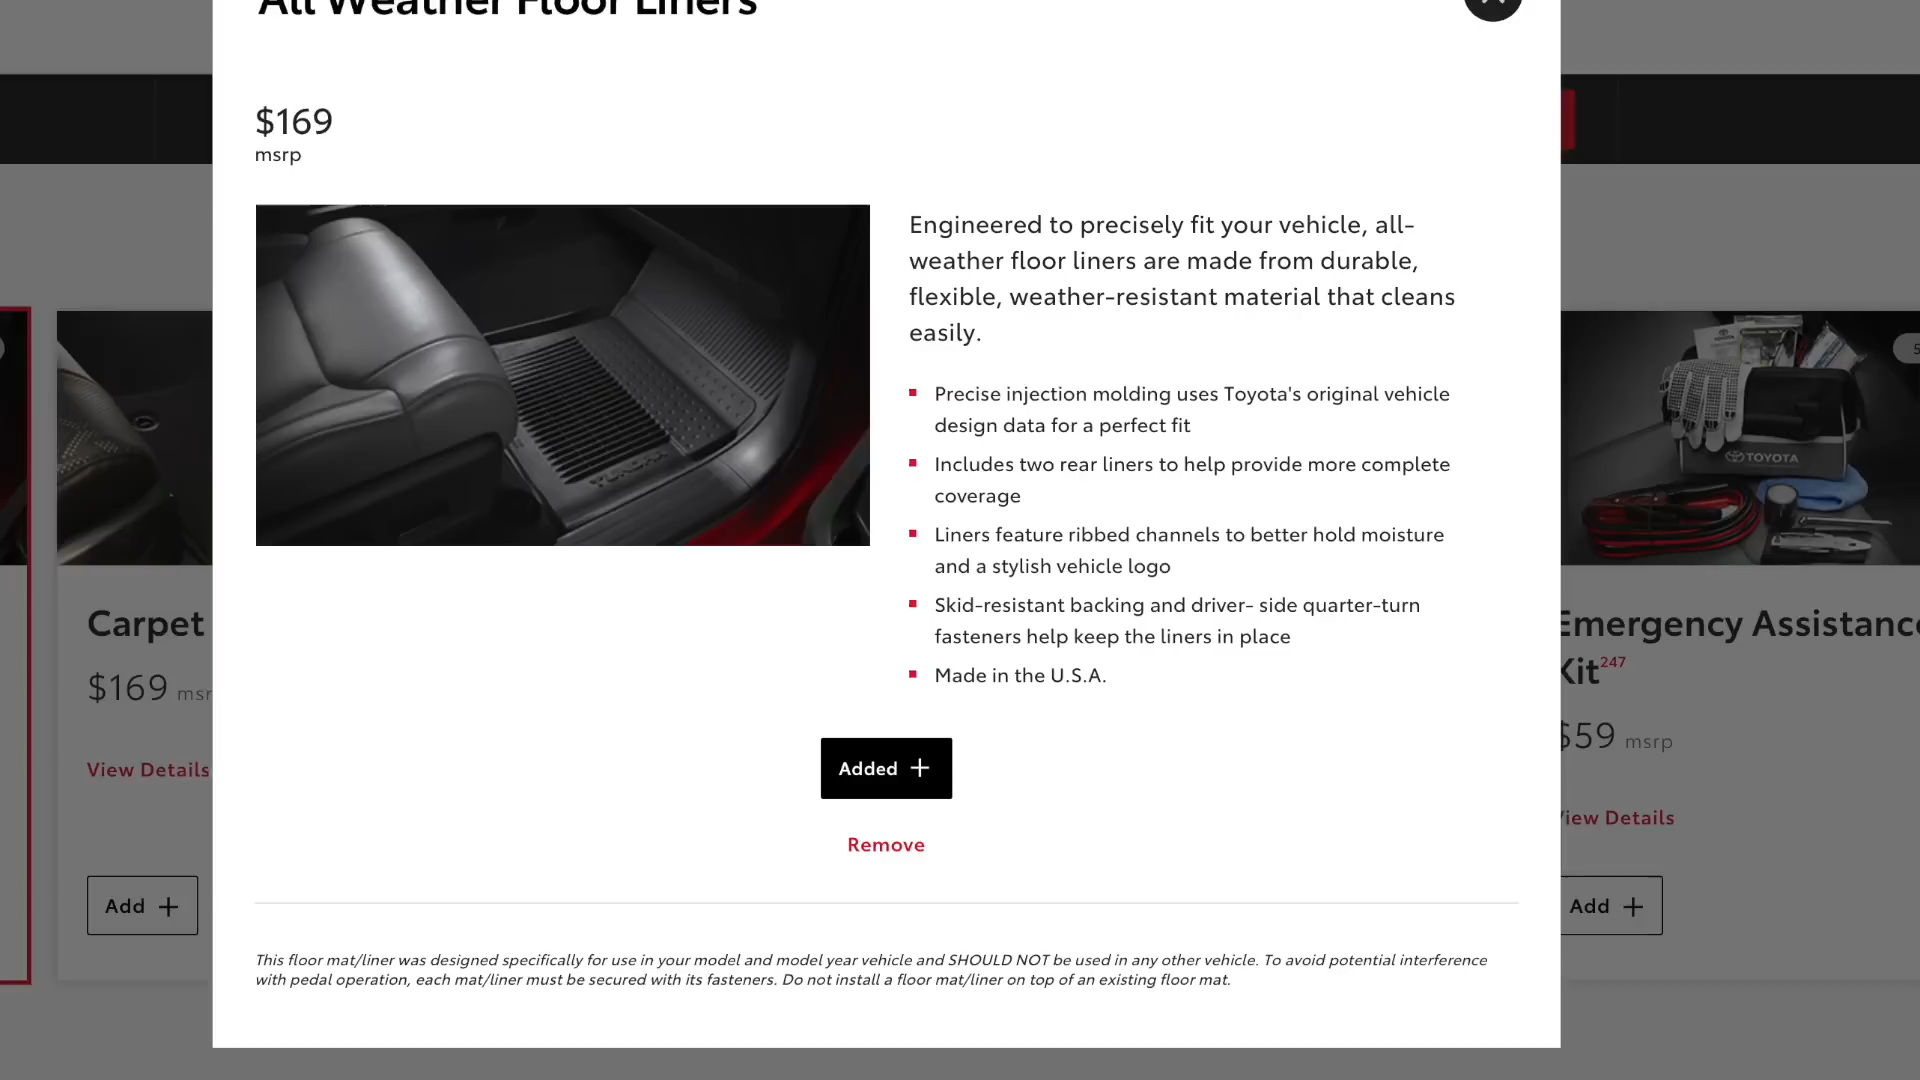 All Weather Floor Liners
$169
msrp
Engineered to precisely fit your vehicle, all-
weather floor liners are made from durable,
flexible, weather-resistant material that cleans
easily.
Precise injection molding uses Toyota's original vehicle
design data for a perfect fit
Includes two rear liners to help provide more complete
coverage
Liners feature ribbed channels to better hold moisture
and a stylish vehicle logo
Skid-resistant backing and driver- side quarter-turn
fasteners help keep the liners in place
Made in the U.S.A.
Added
Remove
This floor mat/liner was designed specifically for use in your model and model year vehicle and SHOULD NOT be used in any other vehicle. To avoid potential interference
with pedal operation, each mat/liner must be secured with its fasteners. Do not install a floor mat/liner on top of an existing floor mat.
Carpet
$169 msr
View Details
Add
TOYOTA
Emergency Assistance
Kit247
$59 msrp
View Details
Add